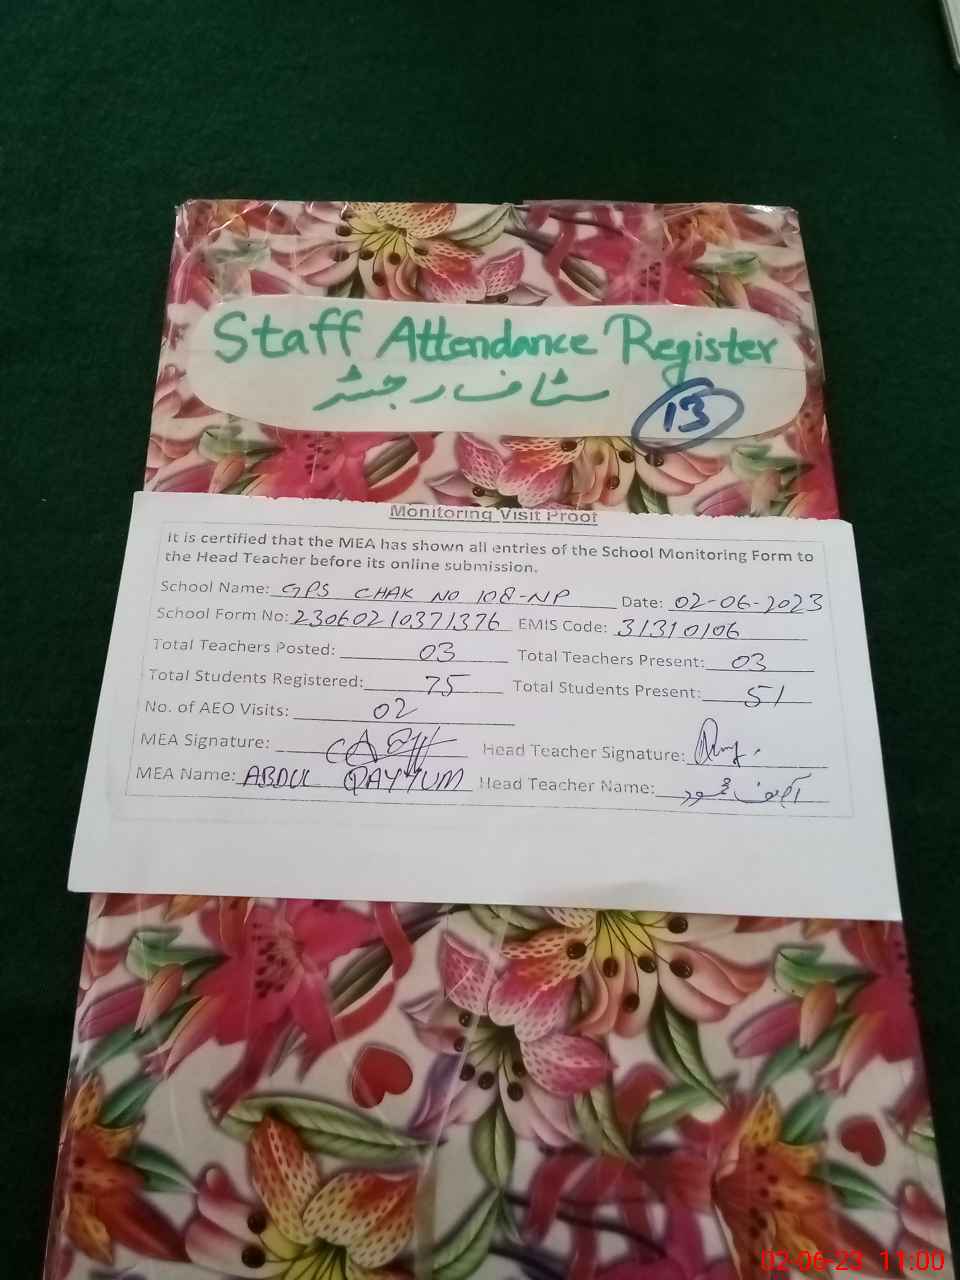 Staff Attendance Register
سٹاف رجسٹر
13
Monitoring Visit Proof
it is certified that the MEA has shown all entries of the School Monitoring Form to
the Head Teacher before its online submission.
School Name: GPS CHAK NO 108-NP Date: 02-06-2023
School Form No: 23060210371376 EMIS Code: 31310106
Total Teachers Posted: 03 Total Teachers Present: 03
Total Students Registered: 75 Total Students Present: 51
No. of AEO Visits: 02
MEA Signature: Head Teacher Signature:
MEA Name: ABDUL QAYYUM Head Teacher Name:
02-06-23 11:00